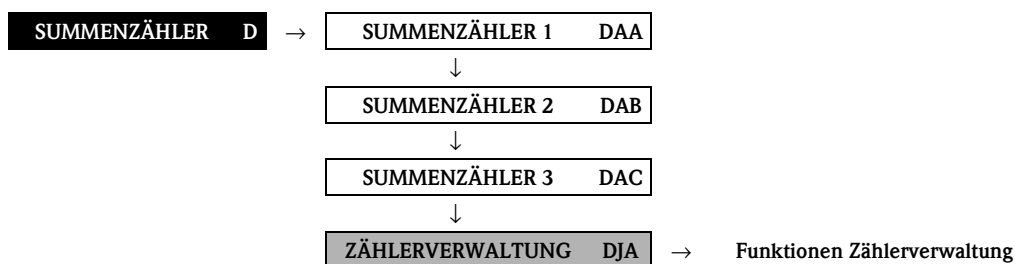 SUMMENZÄHLER D → SUMMENZÄHLER 1 DAA
↓
SUMMENZÄHLER 2 DAB
↓
SUMMENZÄHLER 3 DAC
↓
ZÄHLERVERWALTUNG DJA → Funktionen Zählerverwaltung